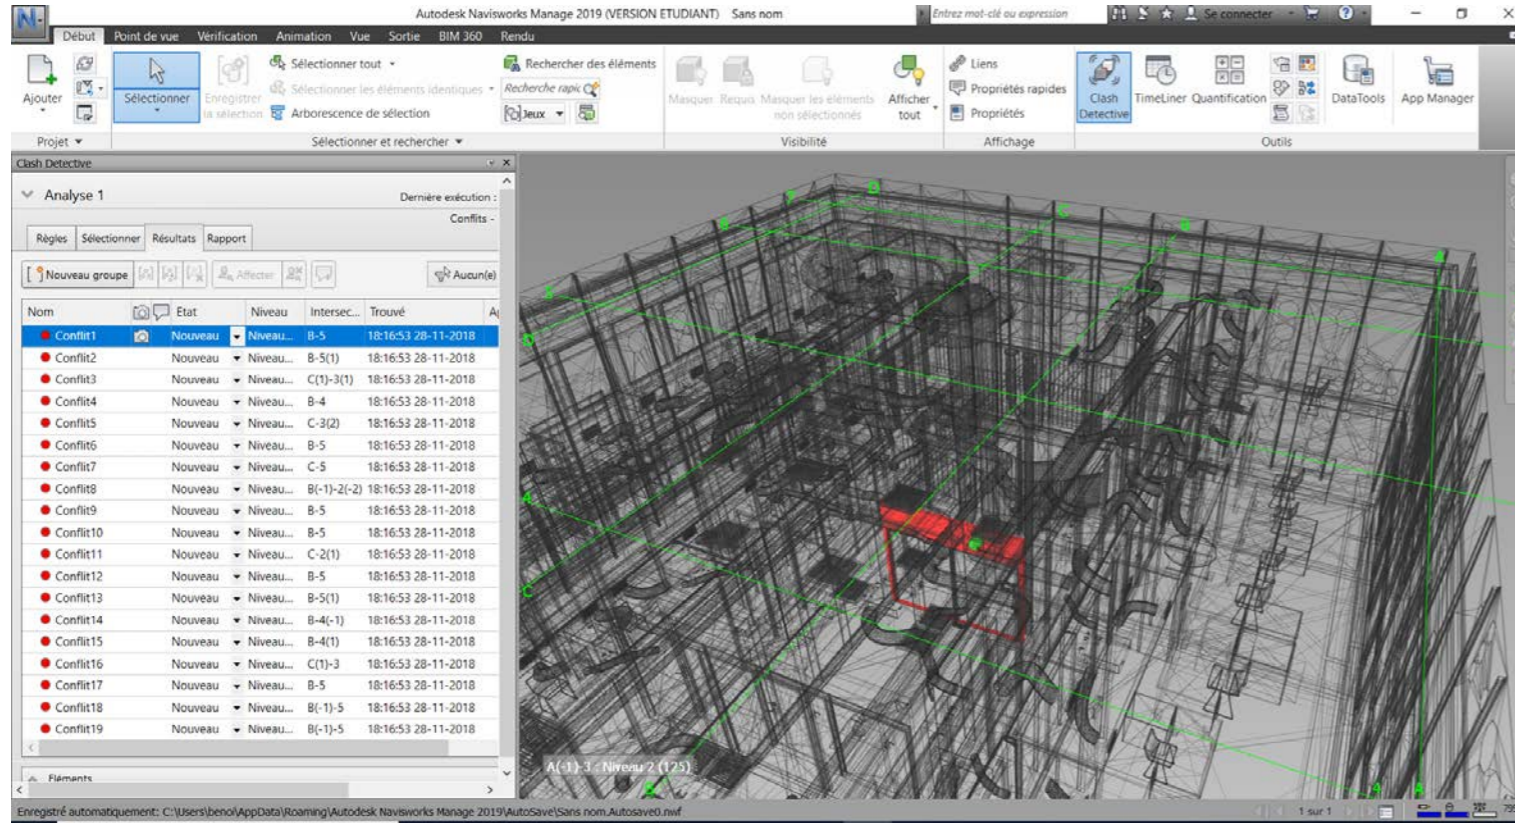 Autodesk Navisworks Manage 2019 (VERSION ETUDIANT) Sans nom
Entrez mot-clé ou expression
Se connecter
Début Point de vue Vérification Animation Vue Sortie BIM 360 Rendu
Ajouter
Sélectionner
Enregistrer la sélection
Sélectionner tout
Sélectionner les éléments identiques
Arborescence de sélection
Rechercher des éléments
Recherche rapic
Jeux
Masquer Requis Masquer les éléments non sélectionnés
Afficher tout
Liens
Propriétés rapides
Propriétés
Clash Detective
TimeLiner Quantification
DataTools App Manager
Projet Sélectionner et rechercher Visibilité Affichage Outils
Clash Detective
Analyse 1 Dernière exécution :
Conflits -
Règles Sélectionner Résultats Rapport
Nouveau groupe Affecter Aucun(e)
Nom Etat Niveau Intersec... Trouvé
Conflit1 Nouveau Niveau... B-5 18:16:53 28-11-2018
Conflit2 Nouveau Niveau... B-5(1) 18:16:53 28-11-2018
Conflit3 Nouveau Niveau... C(1)-3(1) 18:16:53 28-11-2018
Conflit4 Nouveau Niveau... B-4 18:16:53 28-11-2018
Conflit5 Nouveau Niveau... C-3(2) 18:16:53 28-11-2018
Conflit6 Nouveau Niveau... B-5 18:16:53 28-11-2018
Conflit7 Nouveau Niveau... C-5 18:16:53 28-11-2018
Conflit8 Nouveau Niveau... B(-1)-2(-2) 18:16:53 28-11-2018
Conflit9 Nouveau Niveau... B-5 18:16:53 28-11-2018
Conflit10 Nouveau Niveau... B-5 18:16:53 28-11-2018
Conflit11 Nouveau Niveau... C-2(1) 18:16:53 28-11-2018
Conflit12 Nouveau Niveau... B-5 18:16:53 28-11-2018
Conflit13 Nouveau Niveau... B-5(1) 18:16:53 28-11-2018
Conflit14 Nouveau Niveau... B-4(-1) 18:16:53 28-11-2018
Conflit15 Nouveau Niveau... B-4(1) 18:16:53 28-11-2018
Conflit16 Nouveau Niveau... C(1)-3 18:16:53 28-11-2018
Conflit17 Nouveau Niveau... B-5 18:16:53 28-11-2018
Conflit18 Nouveau Niveau... B(-1)-5 18:16:53 28-11-2018
Conflit19 Nouveau Niveau... B(-1)-5 18:16:53 28-11-2018
Eléments
A(-1)-3 : Niveau 2 (125)
Enregistré automatiquement: C:\Users\benoi\AppData\Roaming\Autodesk Navisworks Manage 2019\AutoSave\Sans nom.Autosave0.nwf
1 sur 1